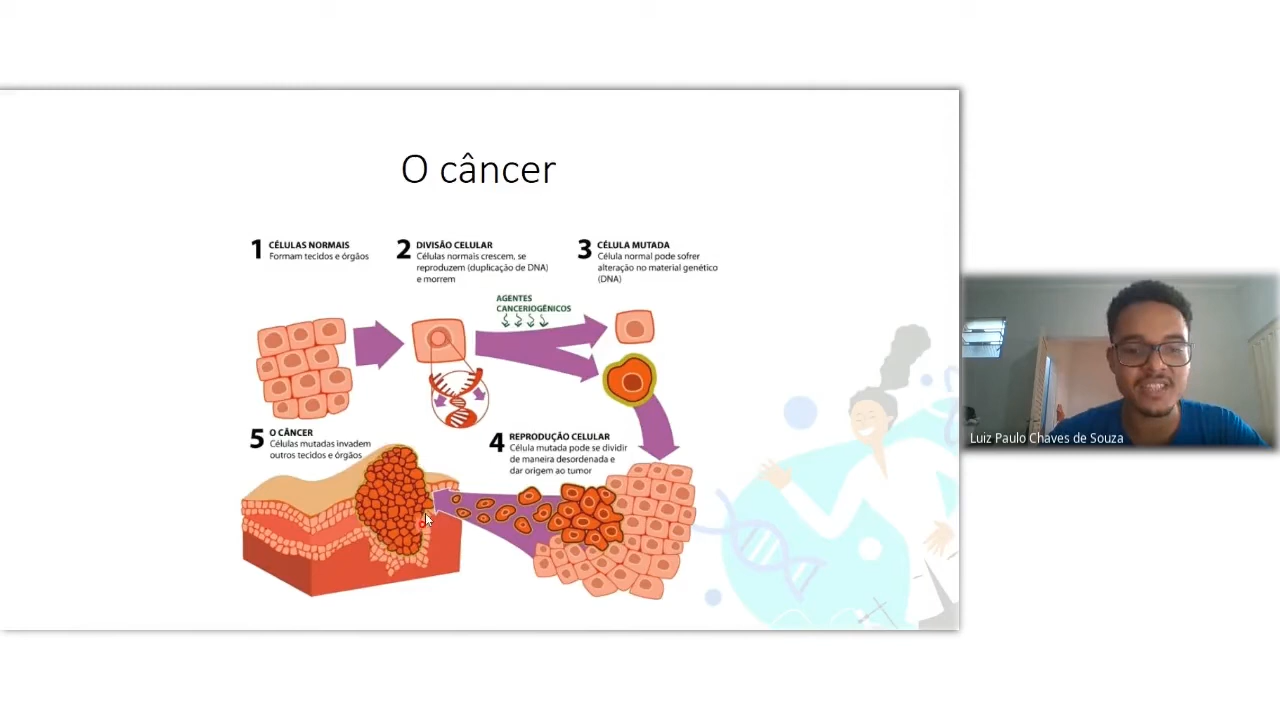 O câncer
1 CÉLULAS NORMAIS
Formam tecidos e órgãos
2 DIVISÃO CELULAR
Células normais crescem, se
reproduzem (duplicação de DNA)
e morrem
3 CÉLULA MUTADA
Célula normal pode sofrer
alteração no material genético
(DNA)
AGENTES
CANCERIOGÊNICOS
5 O CÂNCER
Células mutadas invadem
outros tecidos e órgãos
4 REPRODUÇÃO CELULAR
Célula mutada pode se dividir
de maneira desordenada e
dar origem ao tumor
Luiz Paulo Chaves de Souza